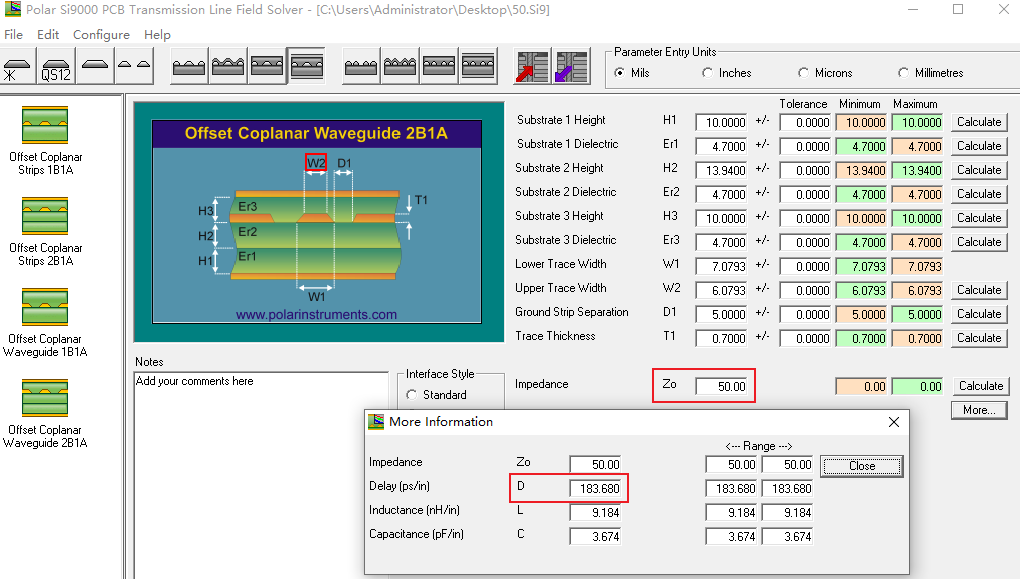 Polar Si9000 PCB Transmission Line Field Solver - [C:\Users\Administrator\Desktop\50.Si9]
File Edit Configure Help
QS12
Parameter Entry Units
Mils Inches Microns Millimetres
Offset Coplanar
Strips 1B1A
Offset Coplanar
Strips 2B1A
Offset Coplanar
Waveguide 1B1A
Offset Coplanar
Waveguide 2B1A
Offset Coplanar Waveguide 2B1A
W2 D1
T1
H3 Er3
H2 Er2
H1 Er1
W1
www.polarinstruments.com
Tolerance Minimum Maximum
Substrate 1 Height H1 10.0000 +/- 0.0000 10.0000 10.0000 Calculate
Substrate 1 Dielectric Er1 4.7000 +/- 0.0000 4.7000 4.7000 Calculate
Substrate 2 Height H2 13.9400 +/- 0.0000 13.9400 13.9400 Calculate
Substrate 2 Dielectric Er2 4.7000 +/- 0.0000 4.7000 4.7000 Calculate
Substrate 3 Height H3 10.0000 +/- 0.0000 10.0000 10.0000 Calculate
Substrate 3 Dielectric Er3 4.7000 +/- 0.0000 4.7000 4.7000 Calculate
Lower Trace Width W1 7.0793 +/- 0.0000 7.0793 7.0793
Upper Trace Width W2 6.0793 +/- 0.0000 6.0793 6.0793 Calculate
Ground Strip Separation D1 5.0000 +/- 0.0000 5.0000 5.0000 Calculate
Trace Thickness T1 0.7000 +/- 0.0000 0.7000 0.7000 Calculate
Notes
Add your comments here
Interface Style
Standard
Impedance Zo 50.00 0.00 0.00 Calculate
More...
More Information
<--- Range --->
Impedance Zo 50.00 50.00 50.00 Close
Delay (ps/in) D 183.680 183.680 183.680
Inductance (nH/in) L 9.184 9.184 9.184
Capacitance (pF/in) C 3.674 3.674 3.674